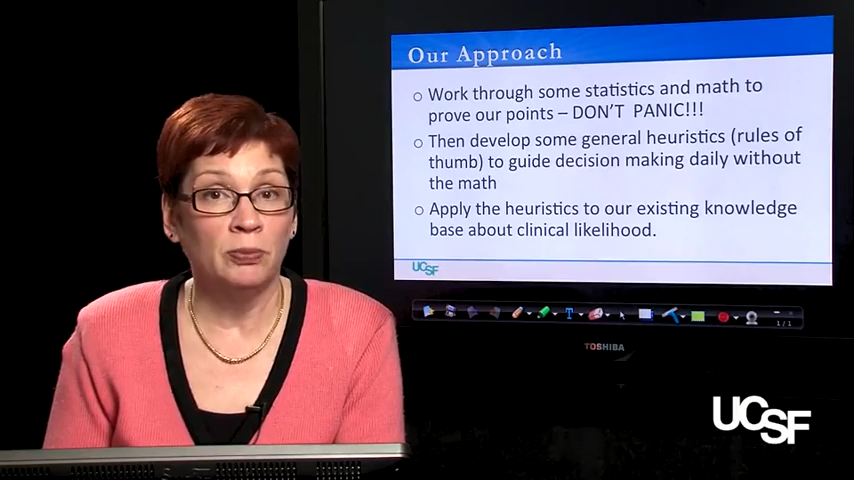 Our Approach
Work through some statistics and math to
prove our points – DON'T PANIC!!!
Then develop some general heuristics (rules of
thumb) to guide decision making daily without
the math
Apply the heuristics to our existing knowledge
base about clinical likelihood.
UCSF
T
1/1
TOSHIBA
UCSF